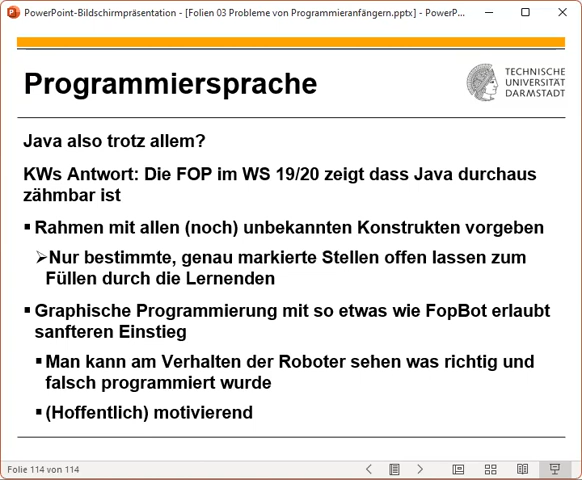 PowerPoint-Bildschirmpräsentation - [Folien 03 Probleme von Programmieranfängern.pptx] - PowerP...
Programmiersprache
TECHNISCHE
UNIVERSITÄT
DARMSTADT
Java also trotz allem?
KWs Antwort: Die FOP im WS 19/20 zeigt dass Java durchaus
zähmbar ist
▪ Rahmen mit allen (noch) unbekannten Konstrukten vorgeben
➢Nur bestimmte, genau markierte Stellen offen lassen zum
Füllen durch die Lernenden
▪ Graphische Programmierung mit so etwas wie FopBot erlaubt
sanfteren Einstieg
▪ Man kann am Verhalten der Roboter sehen was richtig und
falsch programmiert wurde
▪ (Hoffentlich) motivierend
Folie 114 von 114